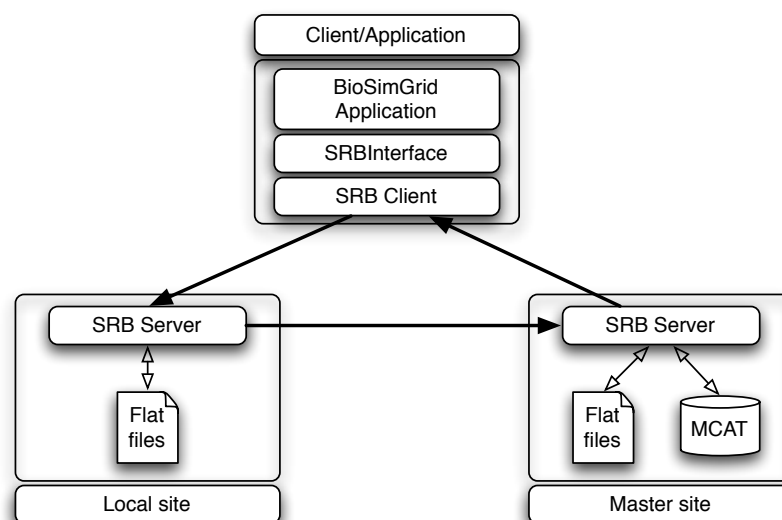 Client/Application
BioSimGrid
Application
SRBInterface
SRB Client
SRB Server
SRB Server
Flat
files
Flat
files
MCAT
Local site
Master site